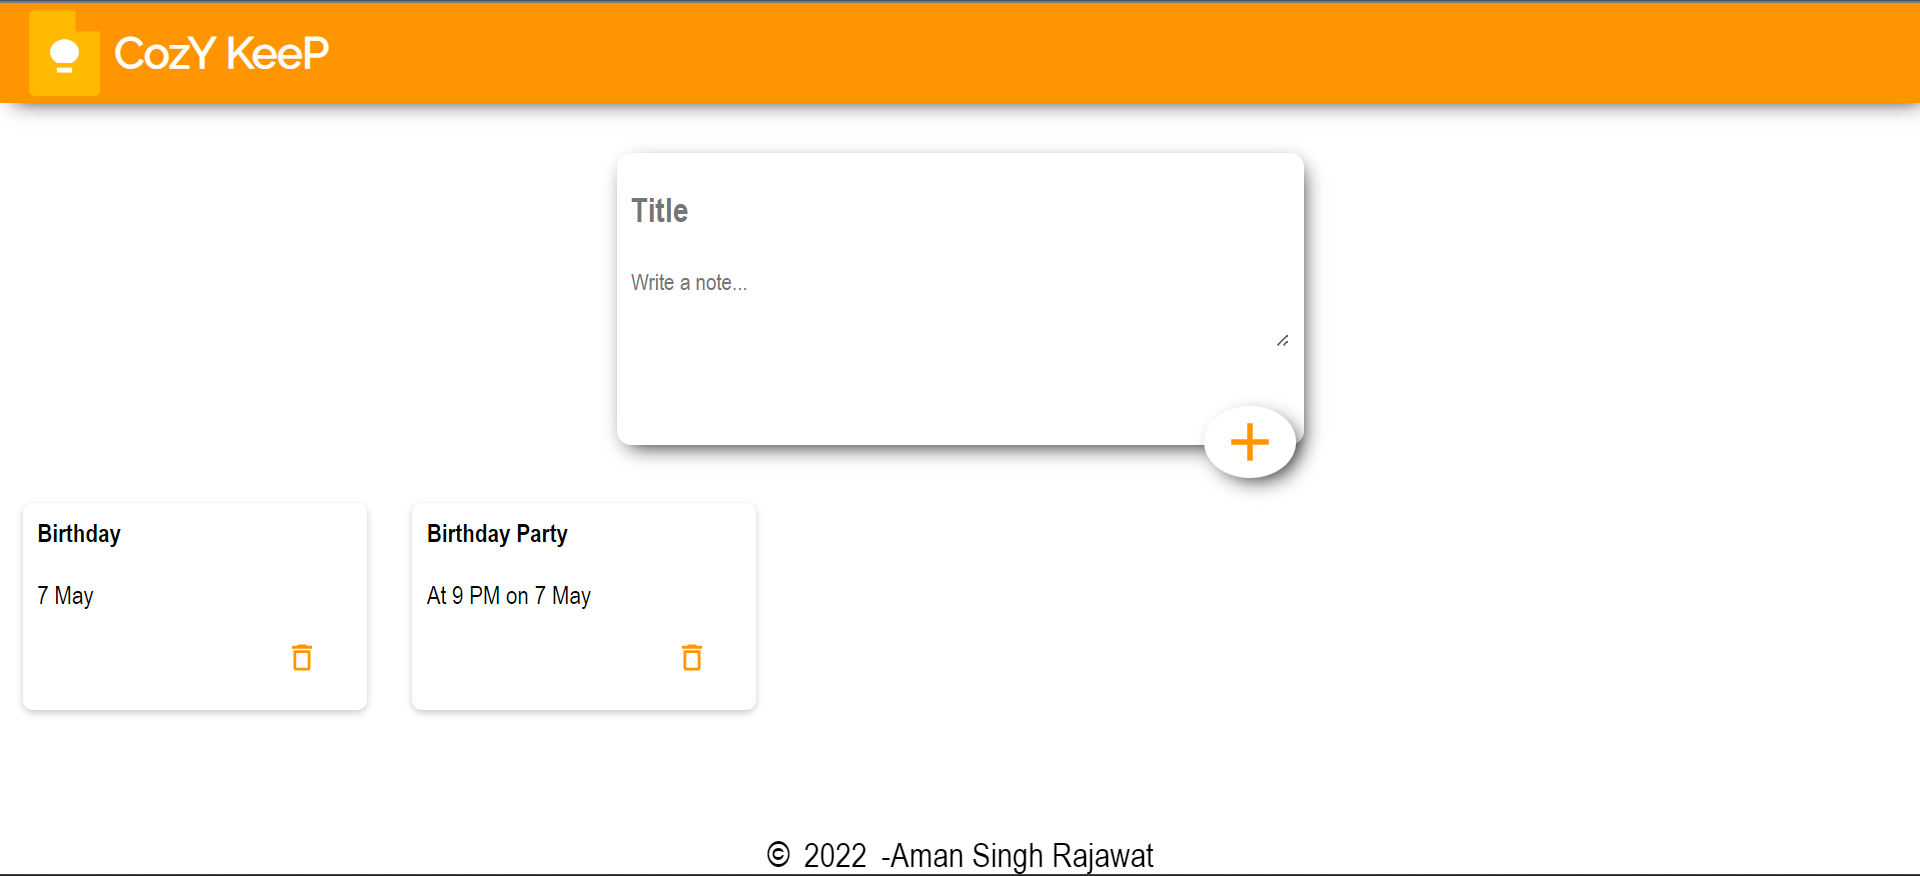 CozY KeeP
Title
Write a note...
Birthday
7 May
Birthday Party
At 9 PM on 7 May
© 2022 -Aman Singh Rajawat